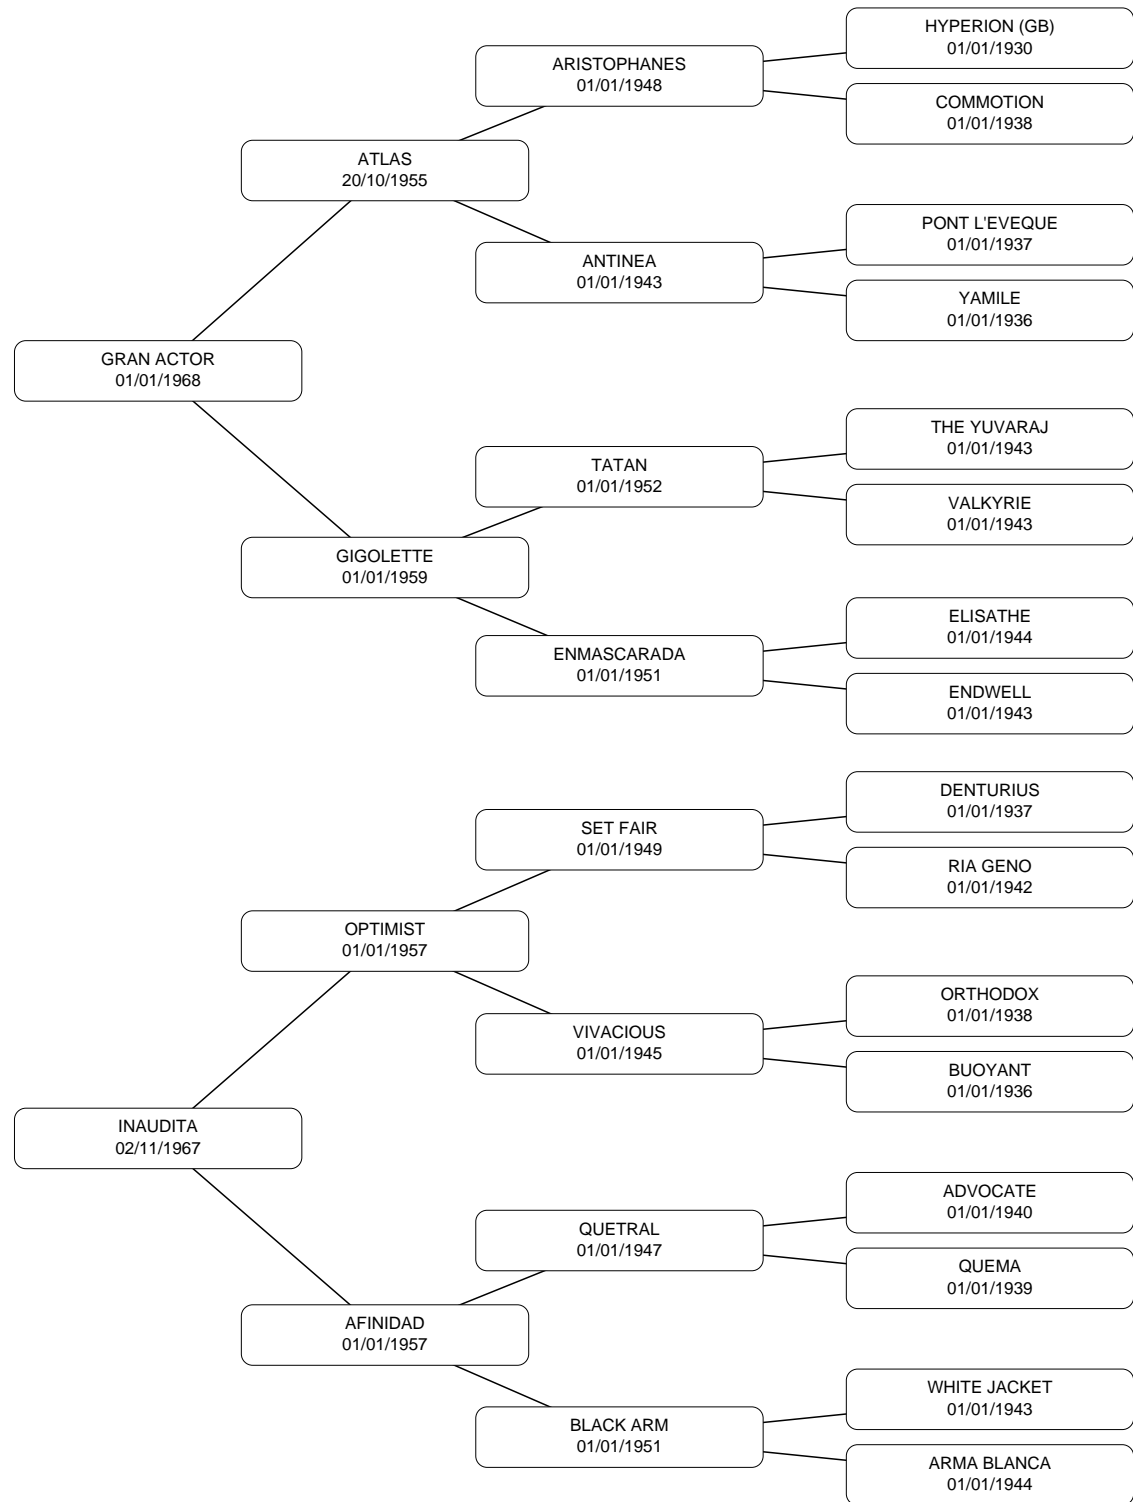 HYPERION (GB)
01/01/1930
ARISTOPHANES
01/01/1948
COMMOTION
01/01/1938
ATLAS
20/10/1955
PONT L'EVEQUE
01/01/1937
ANTINEA
01/01/1943
YAMILE
01/01/1936
GRAN ACTOR
01/01/1968
THE YUVARAJ
01/01/1943
TATAN
01/01/1952
VALKYRIE
01/01/1943
GIGOLETTE
01/01/1959
ELISATHE
01/01/1944
ENMASCARADA
01/01/1951
ENDWELL
01/01/1943
DENTURIUS
01/01/1937
SET FAIR
01/01/1949
RIA GENO
01/01/1942
OPTIMIST
01/01/1957
ORTHODOX
01/01/1938
VIVACIOUS
01/01/1945
BUOYANT
01/01/1936
INAUDITA
02/11/1967
ADVOCATE
01/01/1940
QUETRAL
01/01/1947
QUEMA
01/01/1939
AFINIDAD
01/01/1957
WHITE JACKET
01/01/1943
BLACK ARM
01/01/1951
ARMA BLANCA
01/01/1944